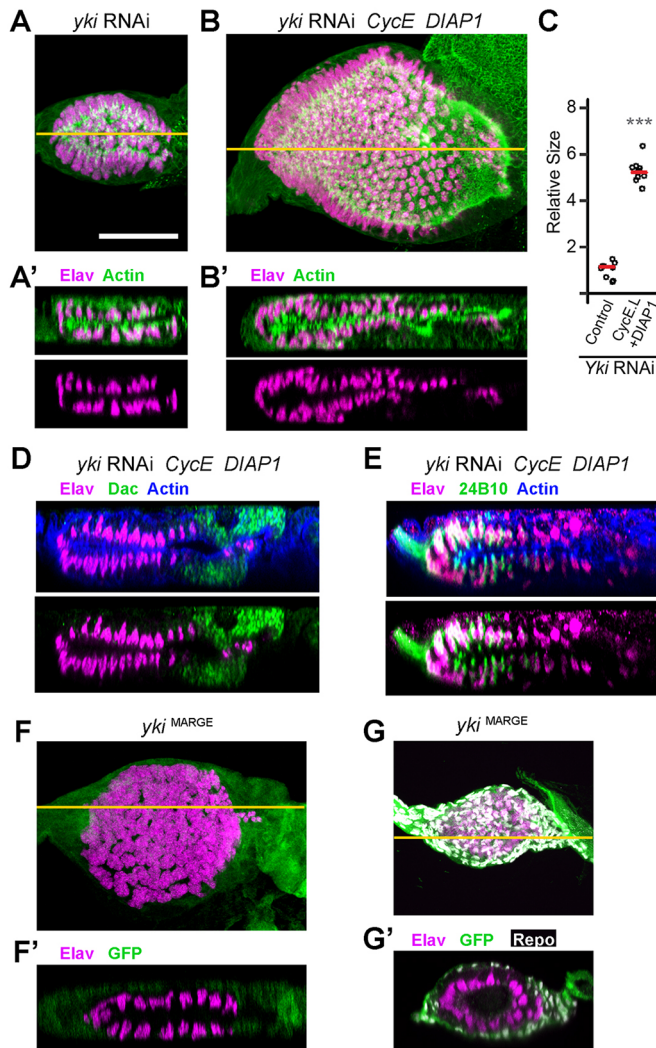 A
yki RNAi
B
yki RNAi CycE DIAP1
C
8
6
4
2
Relative Size
***
Control
CycE.L
+DIAP1
Yki RNAi
A'
Elav Actin
B'
Elav Actin
D
yki RNAi CycE DIAP1
Elav Dac Actin
E
yki RNAi CycE DIAP1
Elav 24B10 Actin
F
yki MARGE
G
yki MARGE
F'
Elav GFP
G'
Elav GFP Repo